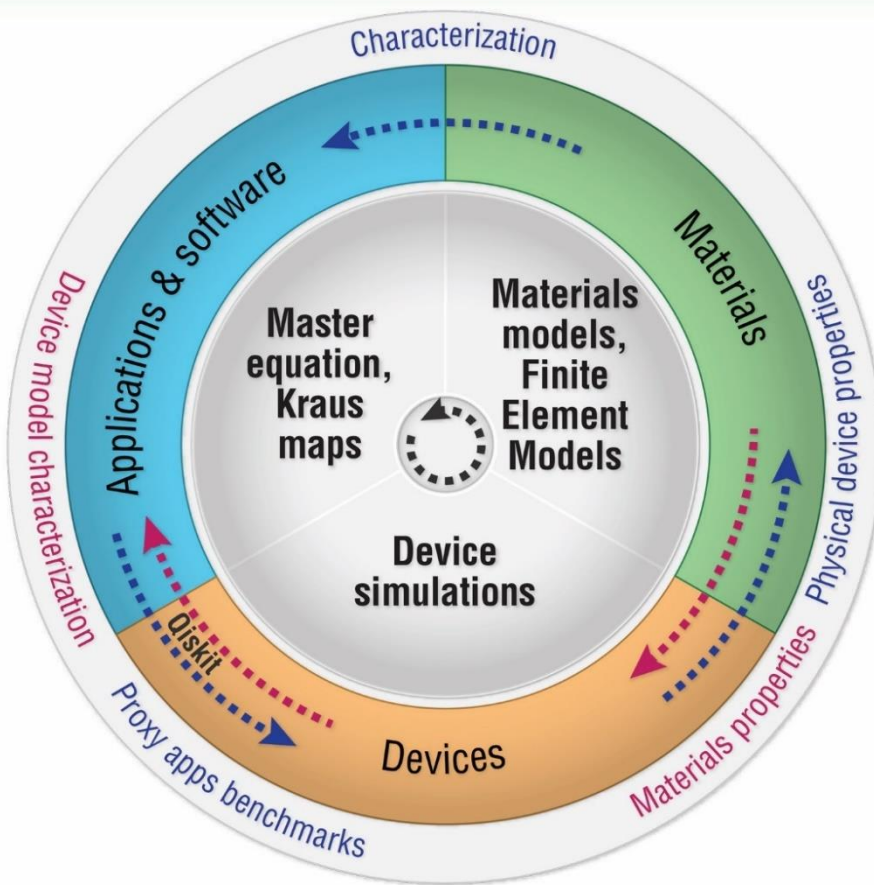 Characterization
Applications & software
Materials
Device model characterization
Physical device properties
Master
equation,
Kraus
maps
Materials
models,
Finite
Element
Models
Device
simulations
Qiskit
Devices
Proxy apps benchmarks
Materials properties